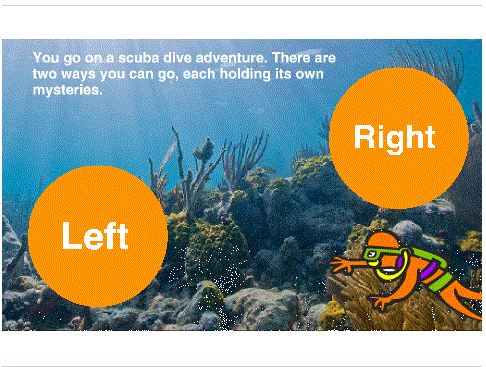 You go on a scuba dive adventure. There are
two ways you can go, each holding its own
mysteries.
Right
Left